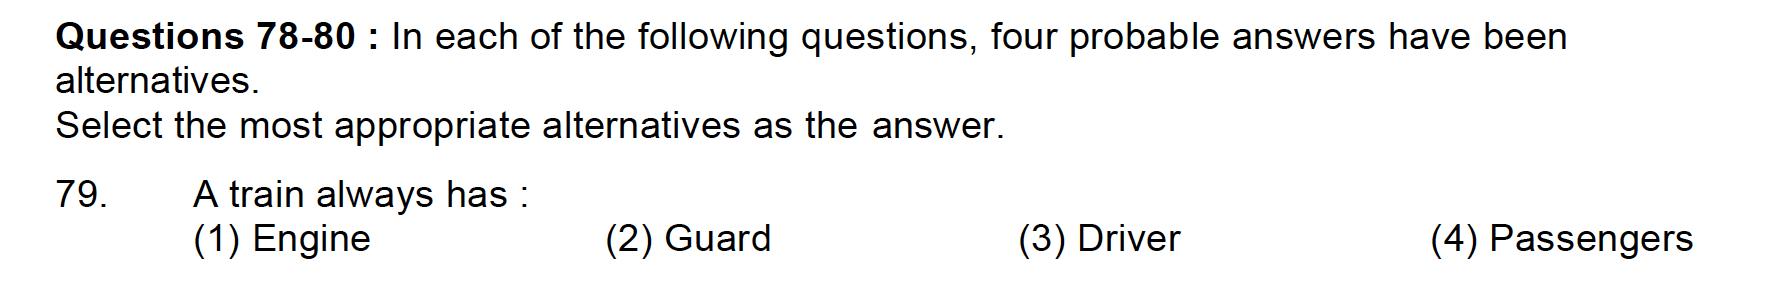 Questions 78-80 : In each of the following questions, four probable answers have been
alternatives.
Select the most appropriate alternatives as the answer.
79. A train always has :
(1) Engine (2) Guard (3) Driver (4) Passengers